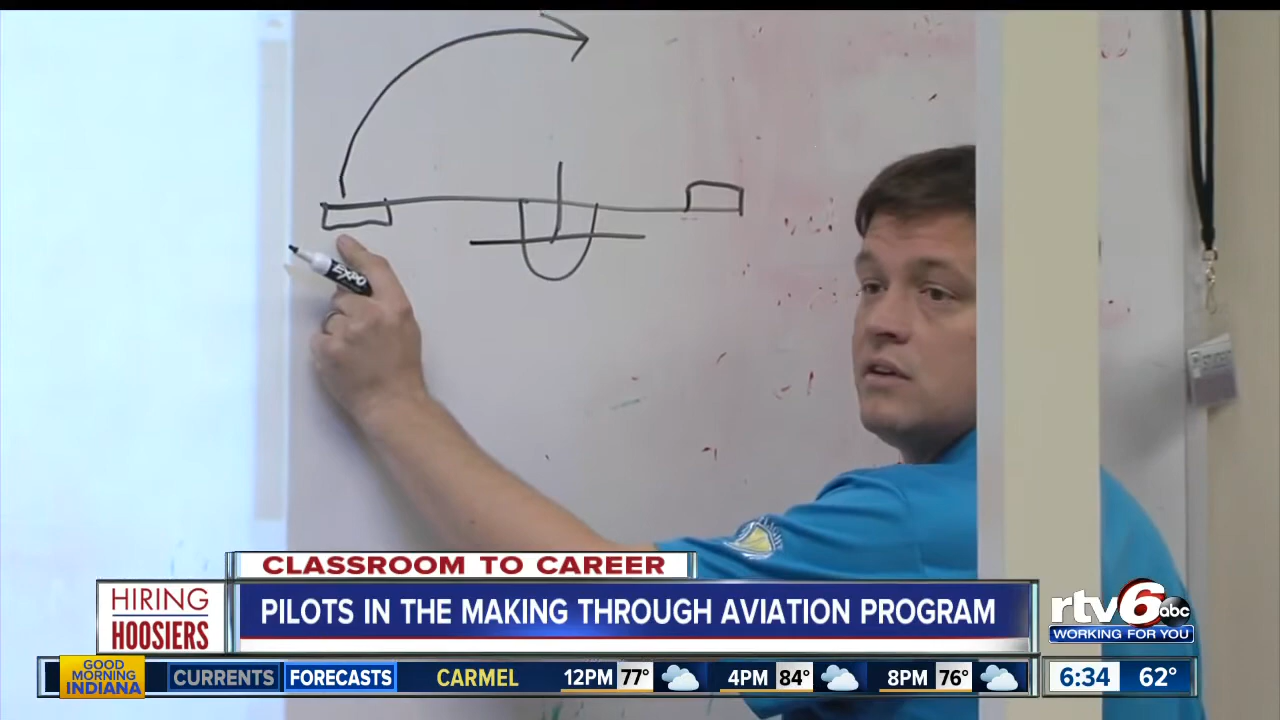 EXPO
CLASSROOM TO CAREER
HIRING
HOOSIERS
PILOTS IN THE MAKING THROUGH AVIATION PROGRAM
rtv6 abc
WORKING FOR YOU
GOOD
MORNING
INDIANA
CURRENTS FORECASTS CARMEL 12PM 77° 4PM 84° 8PM 76° 6:34 62°